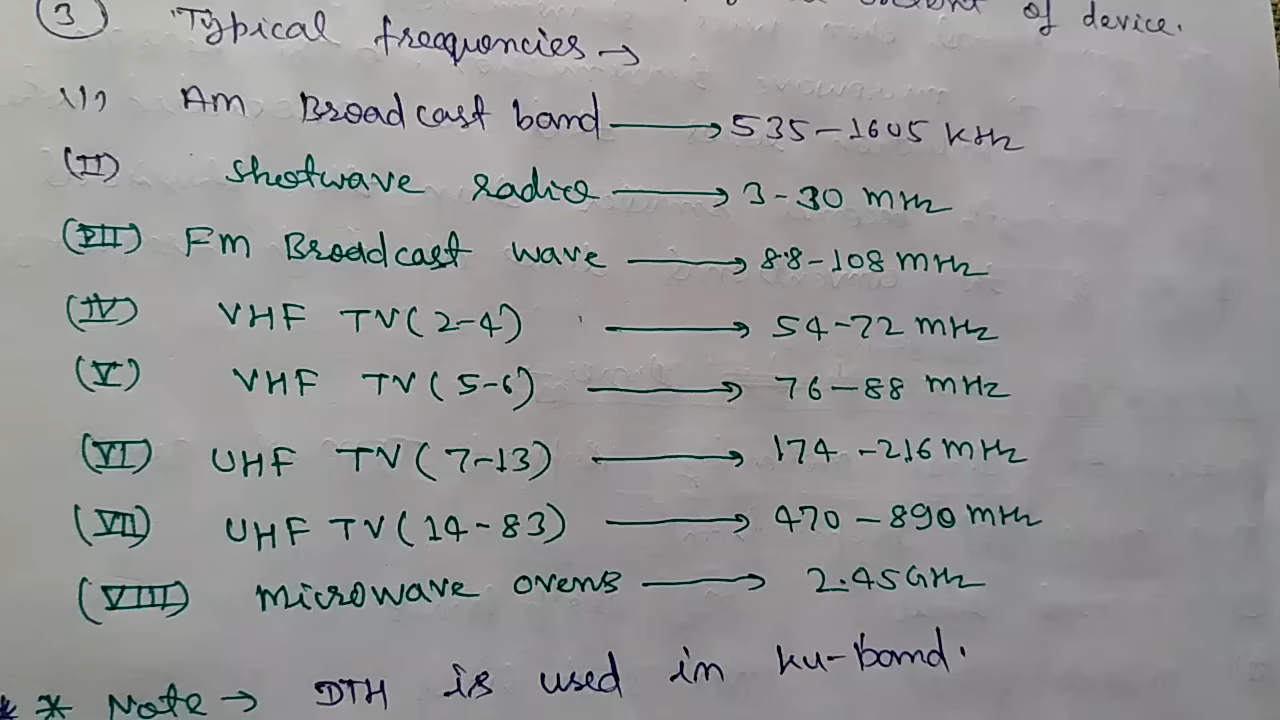 of device.
(3) Typical frequencies →
(I) Am Broadcast band → 535-1605 kHz
(II) Shotwave radio → 3-30 mHz
(III) Fm Broadcast wave → 88-108 mHz
(IV) VHF TV(2-4) → 54-72 mHz
(V) VHF TV(5-6) → 76-88 mHz
(VI) UHF TV(7-13) → 174-216 mHz
(VII) UHF TV(14-83) → 470-890 mHz
(VIII) microwave ovens → 2.45 GHz
* * Note → DTH is used in ku-band.